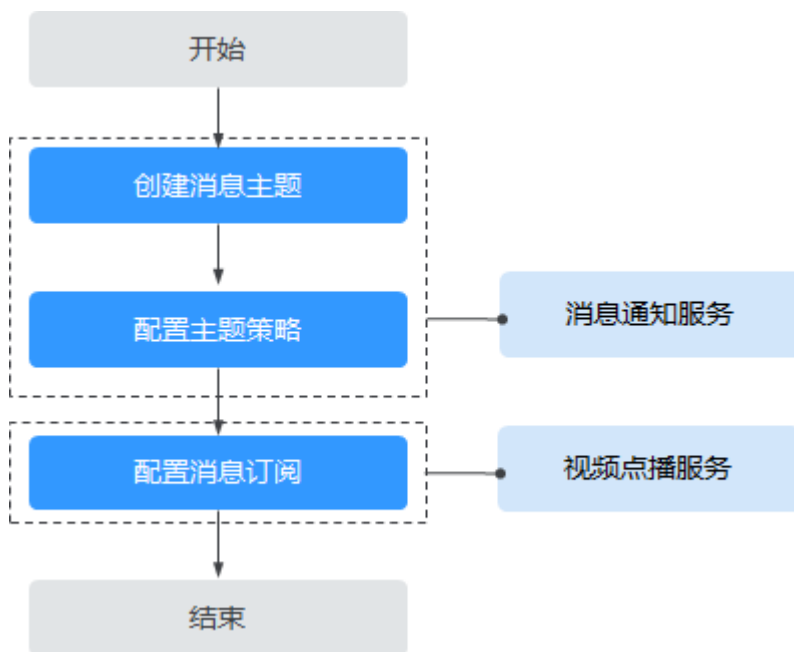 开始
创建消息主题
配置主题策略
消息通知服务
配置消息订阅
视频点播服务
结束